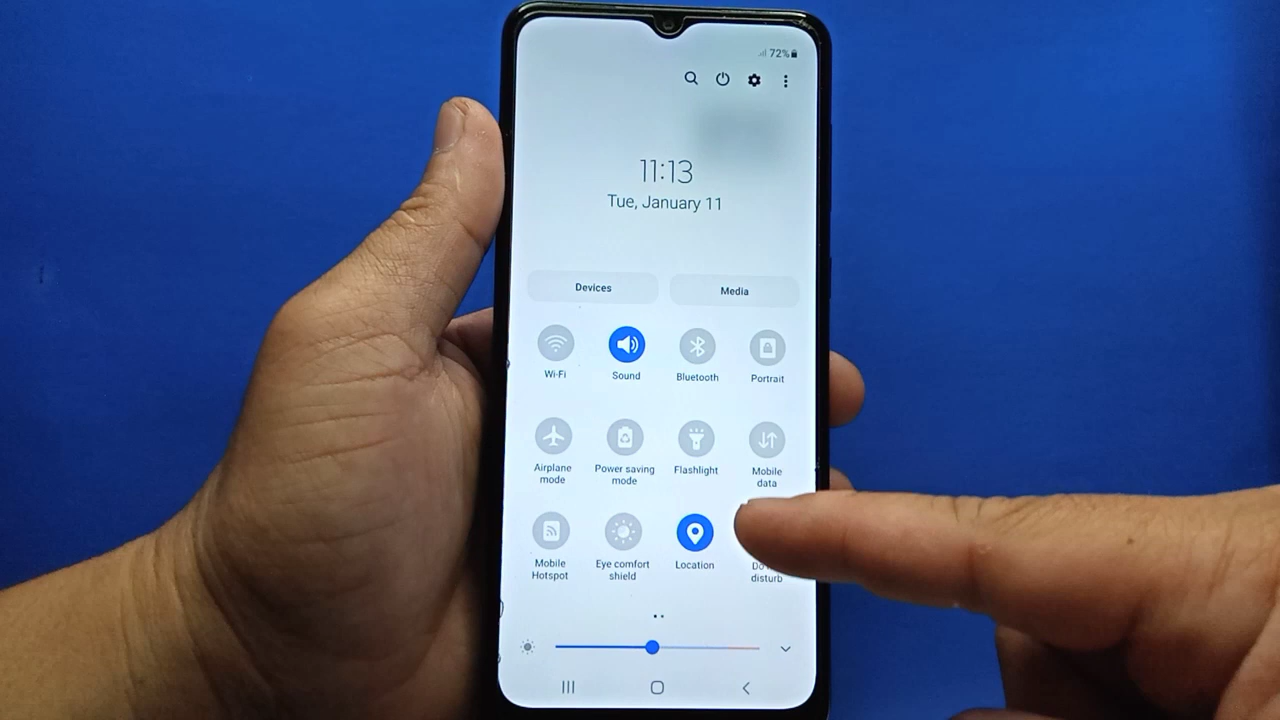 72%
11:13
Tue, January 11
Devices
Media
Wi-Fi
Sound
Bluetooth
Portrait
Airplane
mode
Power saving
mode
Flashlight
Mobile
data
Mobile
Hotspot
Eye comfort
shield
Location
disturb